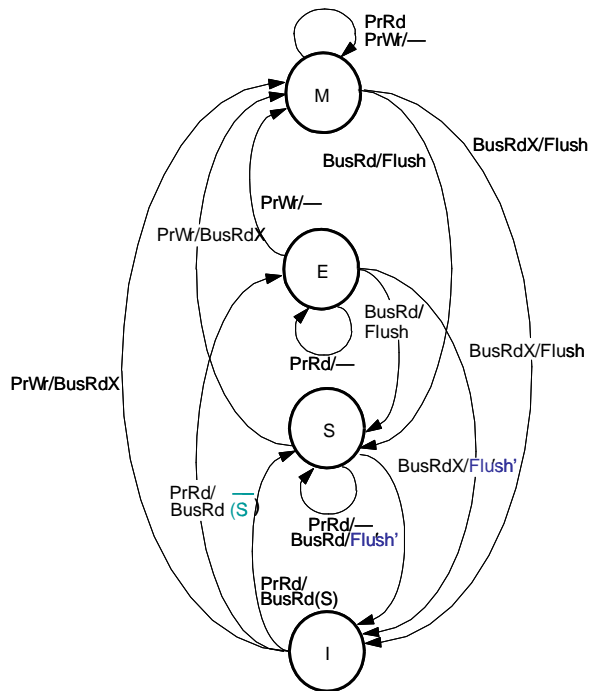 PrRd
PrWr/—
M
BusRdX/Flush
BusRd/Flush
PrWr/—
PrWr/BusRdX
E
BusRd/
Flush
BusRdX/Flush
PrRd/—
PrWr/BusRdX
S
BusRdX/Flush'
PrRd/
BusRd (S̅)
PrRd/—
BusRd/Flush'
PrRd/
BusRd(S)
I